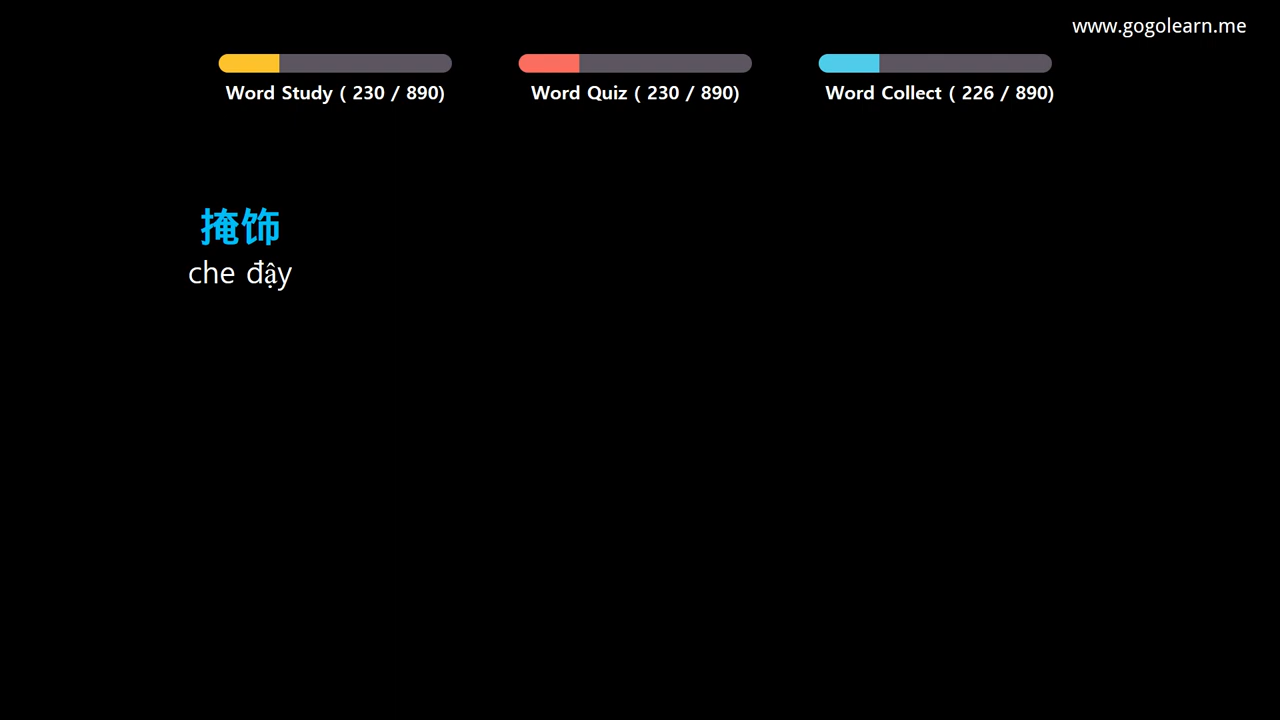 www.gogolearn.me
Word Study ( 230 / 890)
Word Quiz ( 230 / 890)
Word Collect ( 226 / 890)
掩饰
che đậy